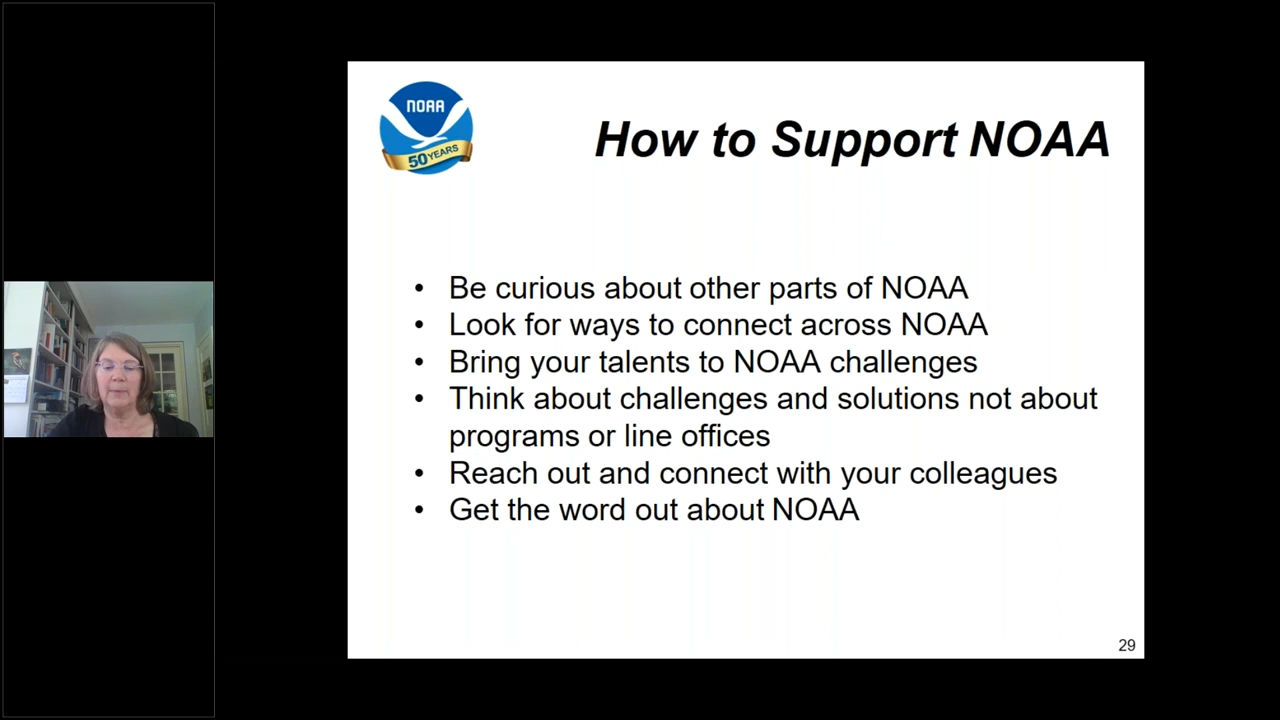 NOAA
50 YEARS
How to Support NOAA
• Be curious about other parts of NOAA
• Look for ways to connect across NOAA
• Bring your talents to NOAA challenges
• Think about challenges and solutions not about
programs or line offices
• Reach out and connect with your colleagues
• Get the word out about NOAA
29